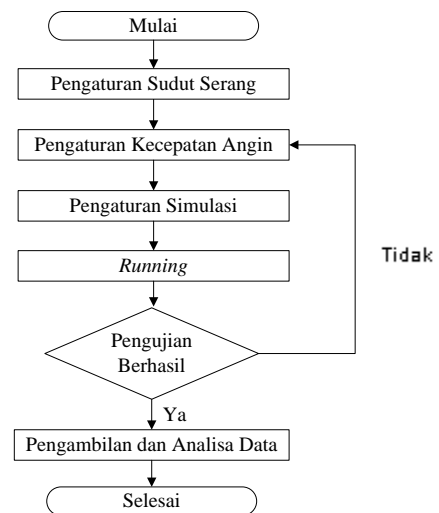 Mulai
Pengaturan Sudut Serang
Pengaturan Kecepatan Angin
Pengaturan Simulasi
Running
Tidak
Pengujian
Berhasil
Ya
Pengambilan dan Analisa Data
Selesai